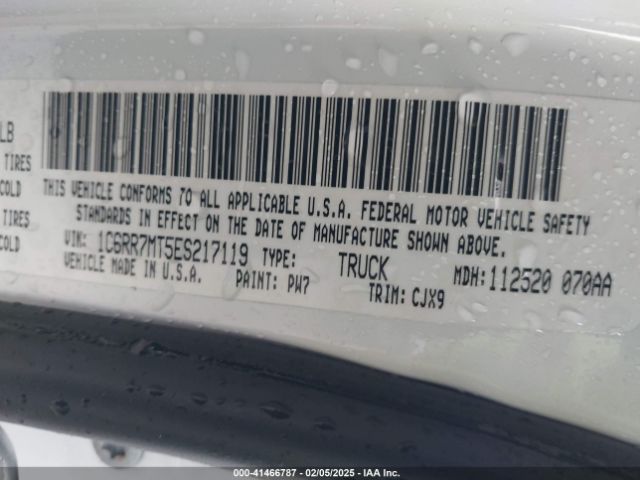 LB
TIRES
COLD
TIRES
COLD
THIS VEHICLE CONFORMS TO ALL APPLICABLE U.S.A. FEDERAL MOTOR VEHICLE SAFETY
STANDARDS IN EFFECT ON THE DATE OF MANUFACTURE SHOWN ABOVE.
VIN: 1C6RR7MT5ES217119 TYPE: TRUCK MDH: 112520 070AA
VEHICLE MADE IN U.S.A. PAINT: PW7 TRIM: CJX9
000-41466787 - 02/05/2025 - IAA Inc.